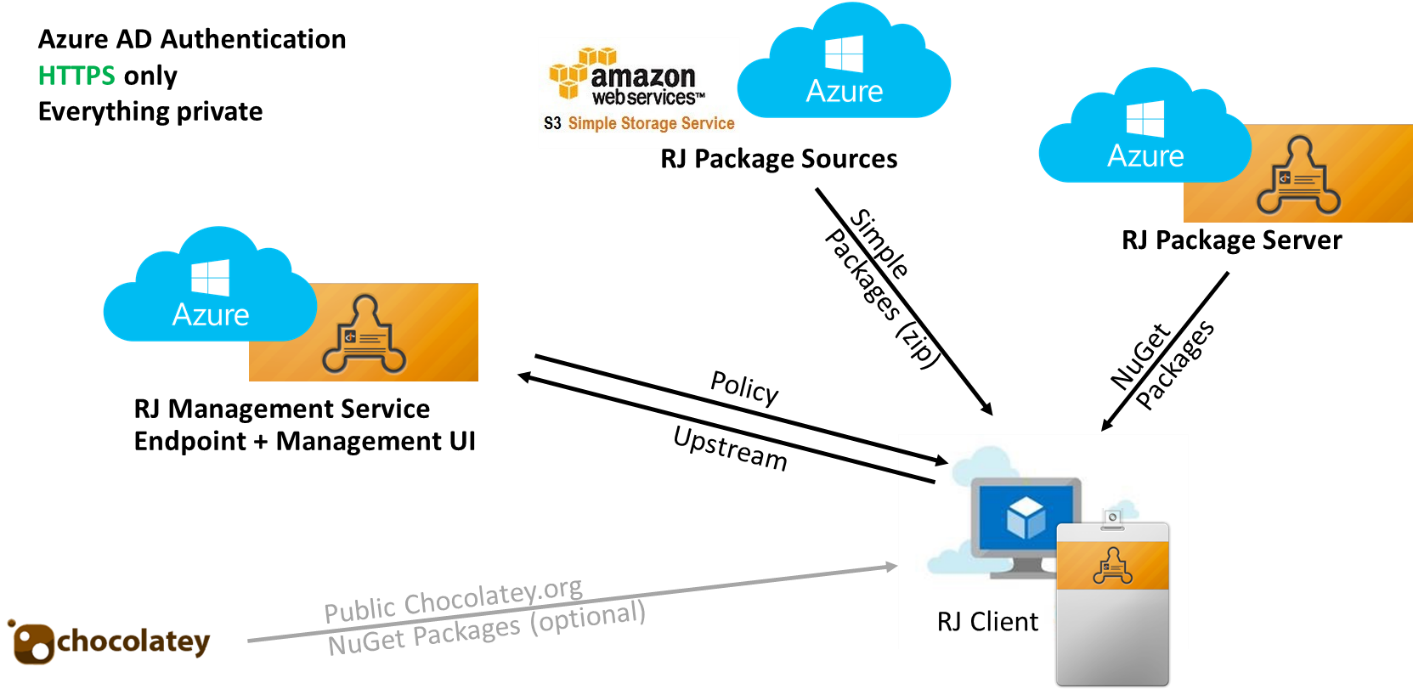 Azure AD Authentication
HTTPS only
Everything private
amazon
webservices™
S3 Simple Storage Service
Azure
RJ Package Sources
Azure
RJ Package Server
Simple
Packages (zip)
NuGet
Packages
Azure
RJ Management Service
Endpoint + Management UI
Policy
Upstream
RJ Client
Public Chocolatey.org
NuGet Packages (optional)
chocolatey